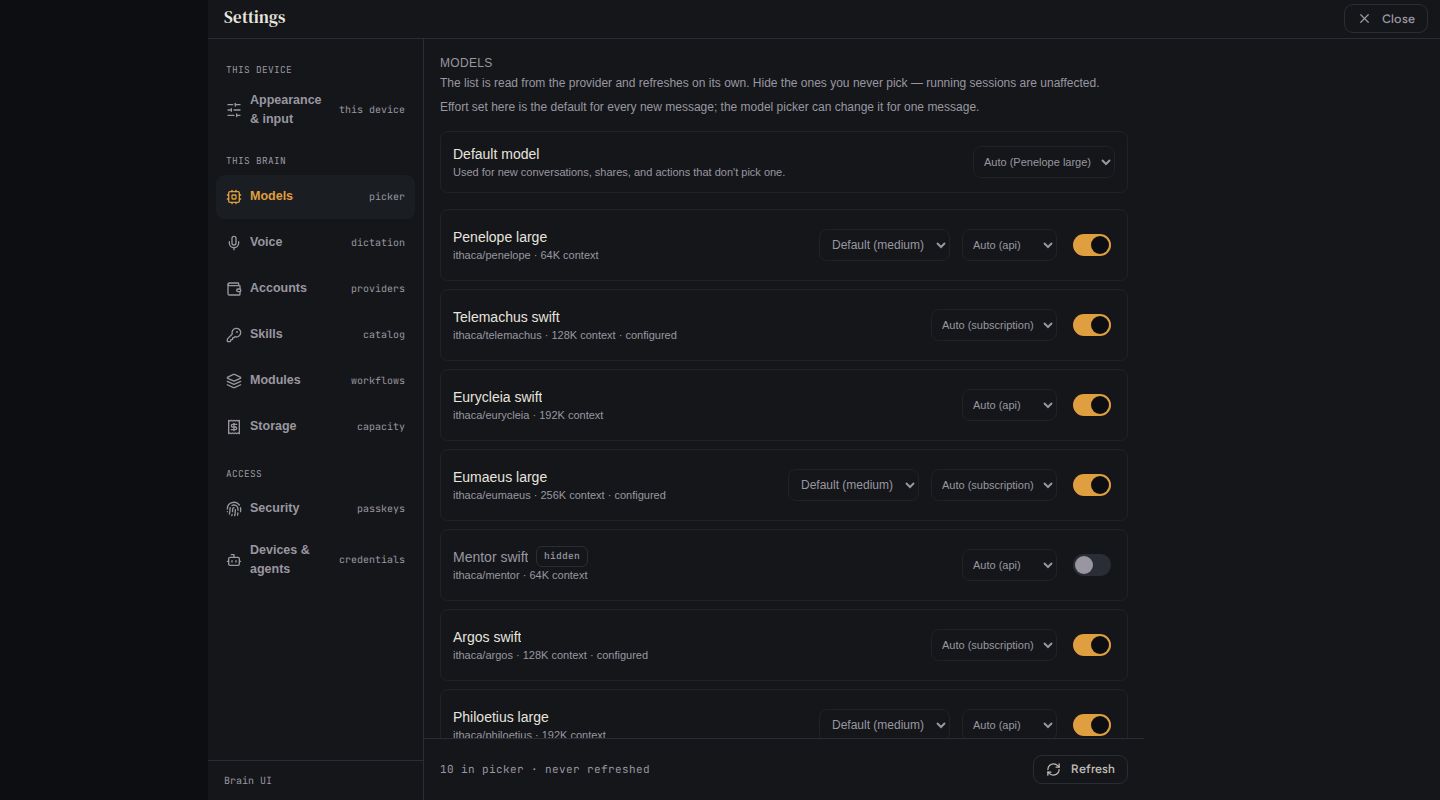 Settings
Close
THIS DEVICE
Appearance & input
this device
THIS BRAIN
Models
picker
Voice
dictation
Accounts
providers
Skills
catalog
Modules
workflows
Storage
capacity
ACCESS
Security
passkeys
Devices & agents
credentials
Brain UI
MODELS
The list is read from the provider and refreshes on its own. Hide the ones you never pick — running sessions are unaffected.
Effort set here is the default for every new message; the model picker can change it for one message.
Default model
Used for new conversations, shares, and actions that don't pick one.
Auto (Penelope large)
Penelope large
ithaca/penelope · 64K context
Default (medium)
Auto (api)
Telemachus swift
ithaca/telemachus · 128K context · configured
Auto (subscription)
Eurycleia swift
ithaca/eurycleia · 192K context
Auto (api)
Eumaeus large
ithaca/eumaeus · 256K context · configured
Default (medium)
Auto (subscription)
Mentor swift
hidden
ithaca/mentor · 64K context
Auto (api)
Argos swift
ithaca/argos · 128K context · configured
Auto (subscription)
Philoetius large
ithaca/philoetius · 192K context
Default (medium)
Auto (api)
10 in picker · never refreshed
Refresh